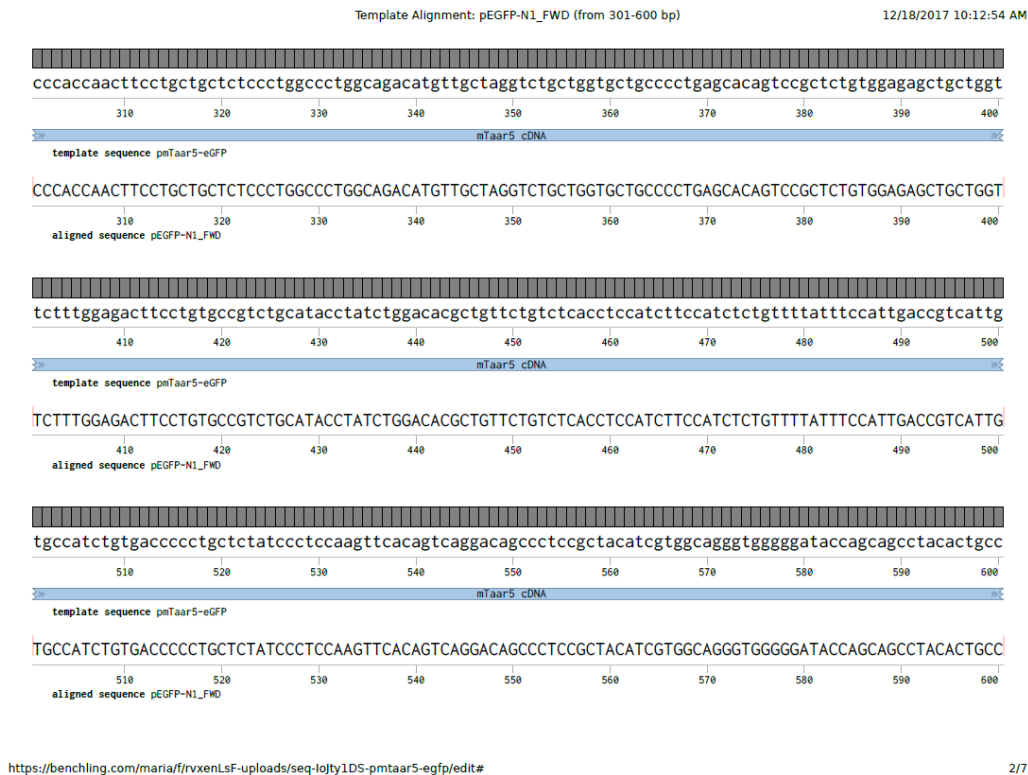 Template Alignment: pEGFP-N1_FWD (from 301-600 bp) 12/18/2017 10:12:54 AM
cccaccaacttcctgctgctctccctggccctggcagacatgttgctaggtctgctggtgctgcccctgagcacagtccgctctgtggagagctgctggt
310 320 330 340 350 360 370 380 390 400
mTaar5 cDNA
template sequence pmTaar5-eGFP
CCCACCAACTTCCTGCTGCTCTCCCTGGCCCTGGCAGACATGTTGCTAGGTCTGCTGGTGCTGCCCCTGAGCACAGTCCGCTCTGTGGAGAGCTGCTGGT
310 320 330 340 350 360 370 380 390 400
aligned sequence pEGFP-N1_FWD
tctttggagacttcctgtgccgtctgcatacctatctggacacgctgttctgtctcacctccatcttccatctctgttttatttccattgaccgtcattg
410 420 430 440 450 460 470 480 490 500
mTaar5 cDNA
template sequence pmTaar5-eGFP
TCTTTGGAGACTTCCTGTGCCGTCTGCATACCTATCTGGACACGCTGTTCTGTCTCACCTCCATCTTCCATCTCTGTTTTATTTCCATTGACCGTCATTG
410 420 430 440 450 460 470 480 490 500
aligned sequence pEGFP-N1_FWD
tgccatctgtgacccccctgctctatccctccaagttcacagtcaggacagccctccgctacatcgtggcagggtgggggataccagcagcctacactgcc
510 520 530 540 550 560 570 580 590 600
mTaar5 cDNA
template sequence pmTaar5-eGFP
TGCCATCTGTGACCCCCTGCTCTATCCCTCCAAGTTCACAGTCAGGACAGCCCTCCGCTACATCGTGGCAGGGTGGGGGATACCAGCAGCCTACACTGCC
510 520 530 540 550 560 570 580 590 600
aligned sequence pEGFP-N1_FWD
https://benchling.com/maria/f/rvxenLsF-uploads/seq-IoJty1DS-pmtaar5-egfp/edit# 2/7